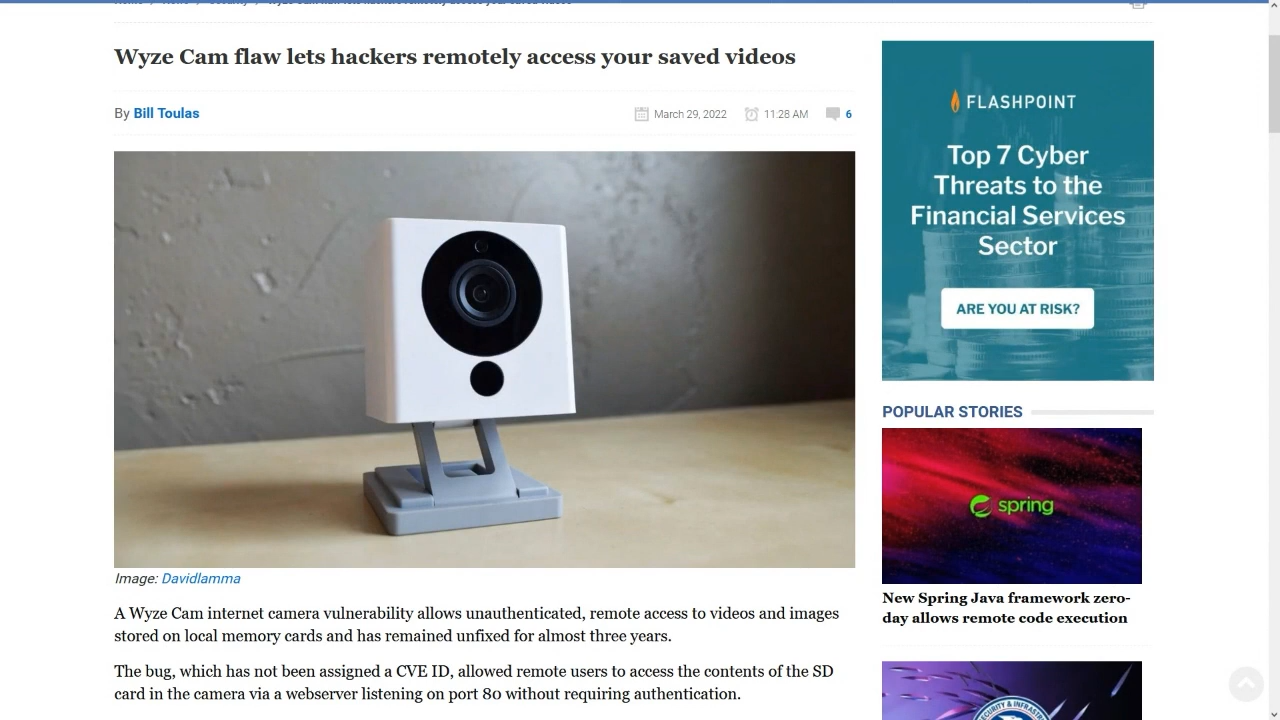 Wyze Cam flaw lets hackers remotely access your saved videos
By Bill Toulas
March 29, 2022
11:28 AM
6
Image: Davidlamma
A Wyze Cam internet camera vulnerability allows unauthenticated, remote access to videos and images
stored on local memory cards and has remained unfixed for almost three years.
The bug, which has not been assigned a CVE ID, allowed remote users to access the contents of the SD
card in the camera via a webserver listening on port 80 without requiring authentication.
FLASHPOINT
Top 7 Cyber
Threats to the
Financial Services
Sector
ARE YOU AT RISK?
POPULAR STORIES
spring
New Spring Java framework zero-
day allows remote code execution